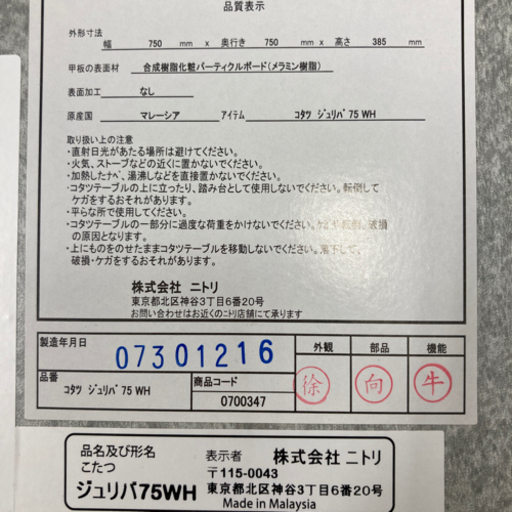 品質表示
外形寸法
幅 750 mm x 奥行き 750 mm x 高さ 385 mm
甲板の表面材 合成樹脂化粧パーティクルボード(メラミン樹脂)
表面加工 なし
原産国 マレーシア アイテム コタツ ジュリバ 75 WH
取り扱い上の注意
・直射日光があたる場所は避けてください。
・火気、ストーブなどの近くに置かないでください。
・加熱したナベ、湯沸しなどを直接置かないでください。
・コタツテーブルの上に立ったり、踏み台として使用しないでください。転倒して
ケガをするおそれがあります。
・平らな所で使用してください。
・コタツテーブルの一部分に過度な荷重をかけないでください。ケガや転倒、破損
の原因となります。
・上にものをのせたままコタツテーブルを移動しないでください。落下して、
破損・ケガをするおそれがあります。
株式会社 ニトリ
東京都北区神谷3丁目6番20号
お問い合わせはお近くのニトリ店舗にて承ります
製造年月日 07301216 外観 部品 機能
品番 商品コード 徐 向 牛
コタツ ジュリバ 75 WH 0700347
品名及び形名 表示者 株式会社 ニトリ
こたつ 〒115-0043
ジュリバ75WH 東京都北区神谷3丁目6番20号
Made in Malaysia